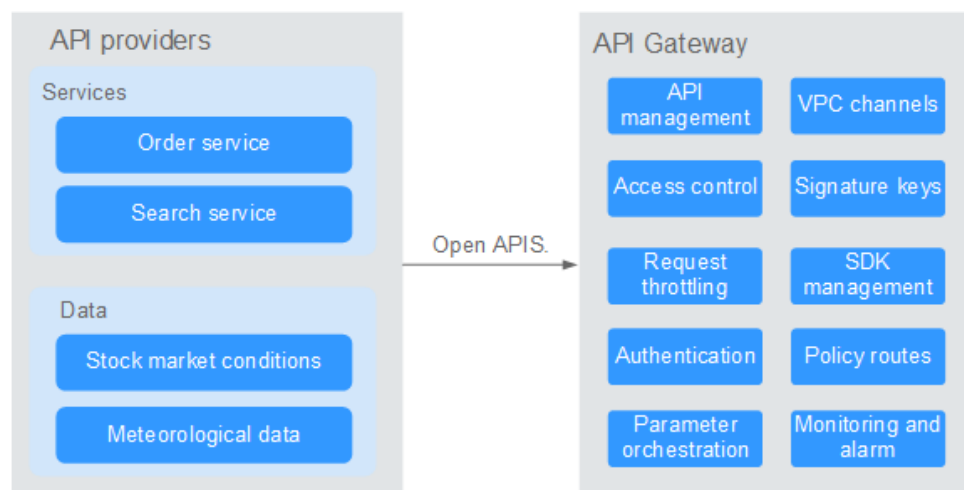 API providers
Services
Order service
Search service
Data
Stock market conditions
Meteorological data
Open APIS.
API Gateway
API
management
VPC channels
Access control
Signature keys
Request
throttling
SDK
management
Authentication
Policy routes
Parameter
orchestration
Monitoring and
alarm